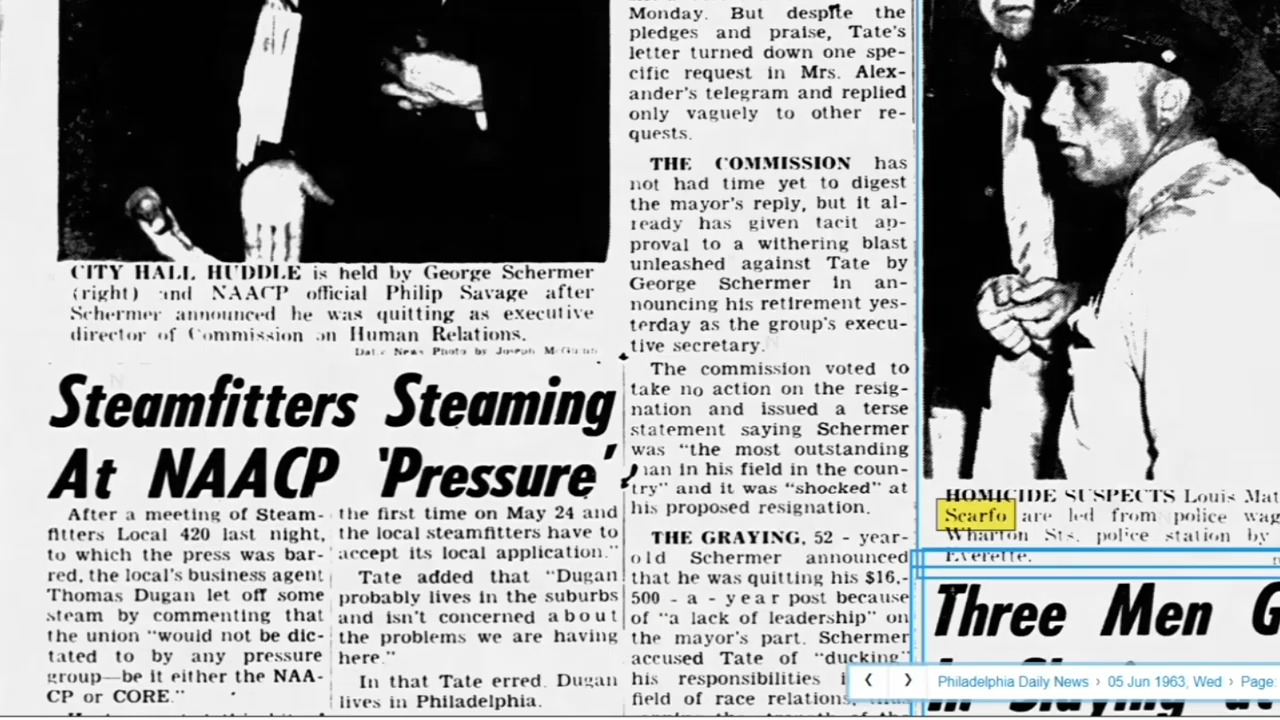 CITY HALL HUDDLE is held by George Schermer
(right) and NAACP official Philip Savage after
Schermer announced he was quitting as executive
director of Commission on Human Relations.
Daily News Photo by Joseph
Steamfitters Steaming
At NAACP 'Pressure'
After a meeting of Steam-
fitters Local 420 last night,
to which the press was bar-
red, the local's business agent
Thomas Dugan let off some
steam by commenting that
the union "would not be dic-
tated to by any pressure
group—be it either the NAA-
CP or CORE."
the first time on May 24 and
the local steamfitters have to
accept its local application."
Tate added that "Dugan
probably lives in the suburbs
and isn't concerned about
the problems we are having
here."
In that Tate erred. Dugan
lives in Philadelphia.
Monday. But despite the
pledges and praise, Tate's
letter turned down one spe-
cific request in Mrs. Alex-
ander's telegram and replied
only vaguely to other re-
quests.
THE COMMISSION has
not had time yet to digest
the mayor's reply, but it al-
ready has given tacit ap-
proval to a withering blast
unleashed against Tate by
George Schermer in an-
nouncing his retirement yes-
terday as the group's execu-
tive secretary.
The commission voted to
take no action on the resig-
nation and issued a terse
statement saying Schermer
was "the most outstanding
man in his field in the coun-
try" and it was "shocked" at
his proposed resignation.
THE GRAYING, 52 - year-
old Schermer announced
that he was quitting his $16,-
500 - a - year post because
of "a lack of leadership" on
the mayor's part. Schermer
accused Tate of "ducking"
his responsibilities
field of race relations,
HOMICIDE SUSPECTS Louis Mat
Scarfo are led from police wag
Wharton Sts. police station by
Everette.
Three Men G
In Slaying at
Philadelphia Daily News › 05 Jun 1963, Wed › Page: